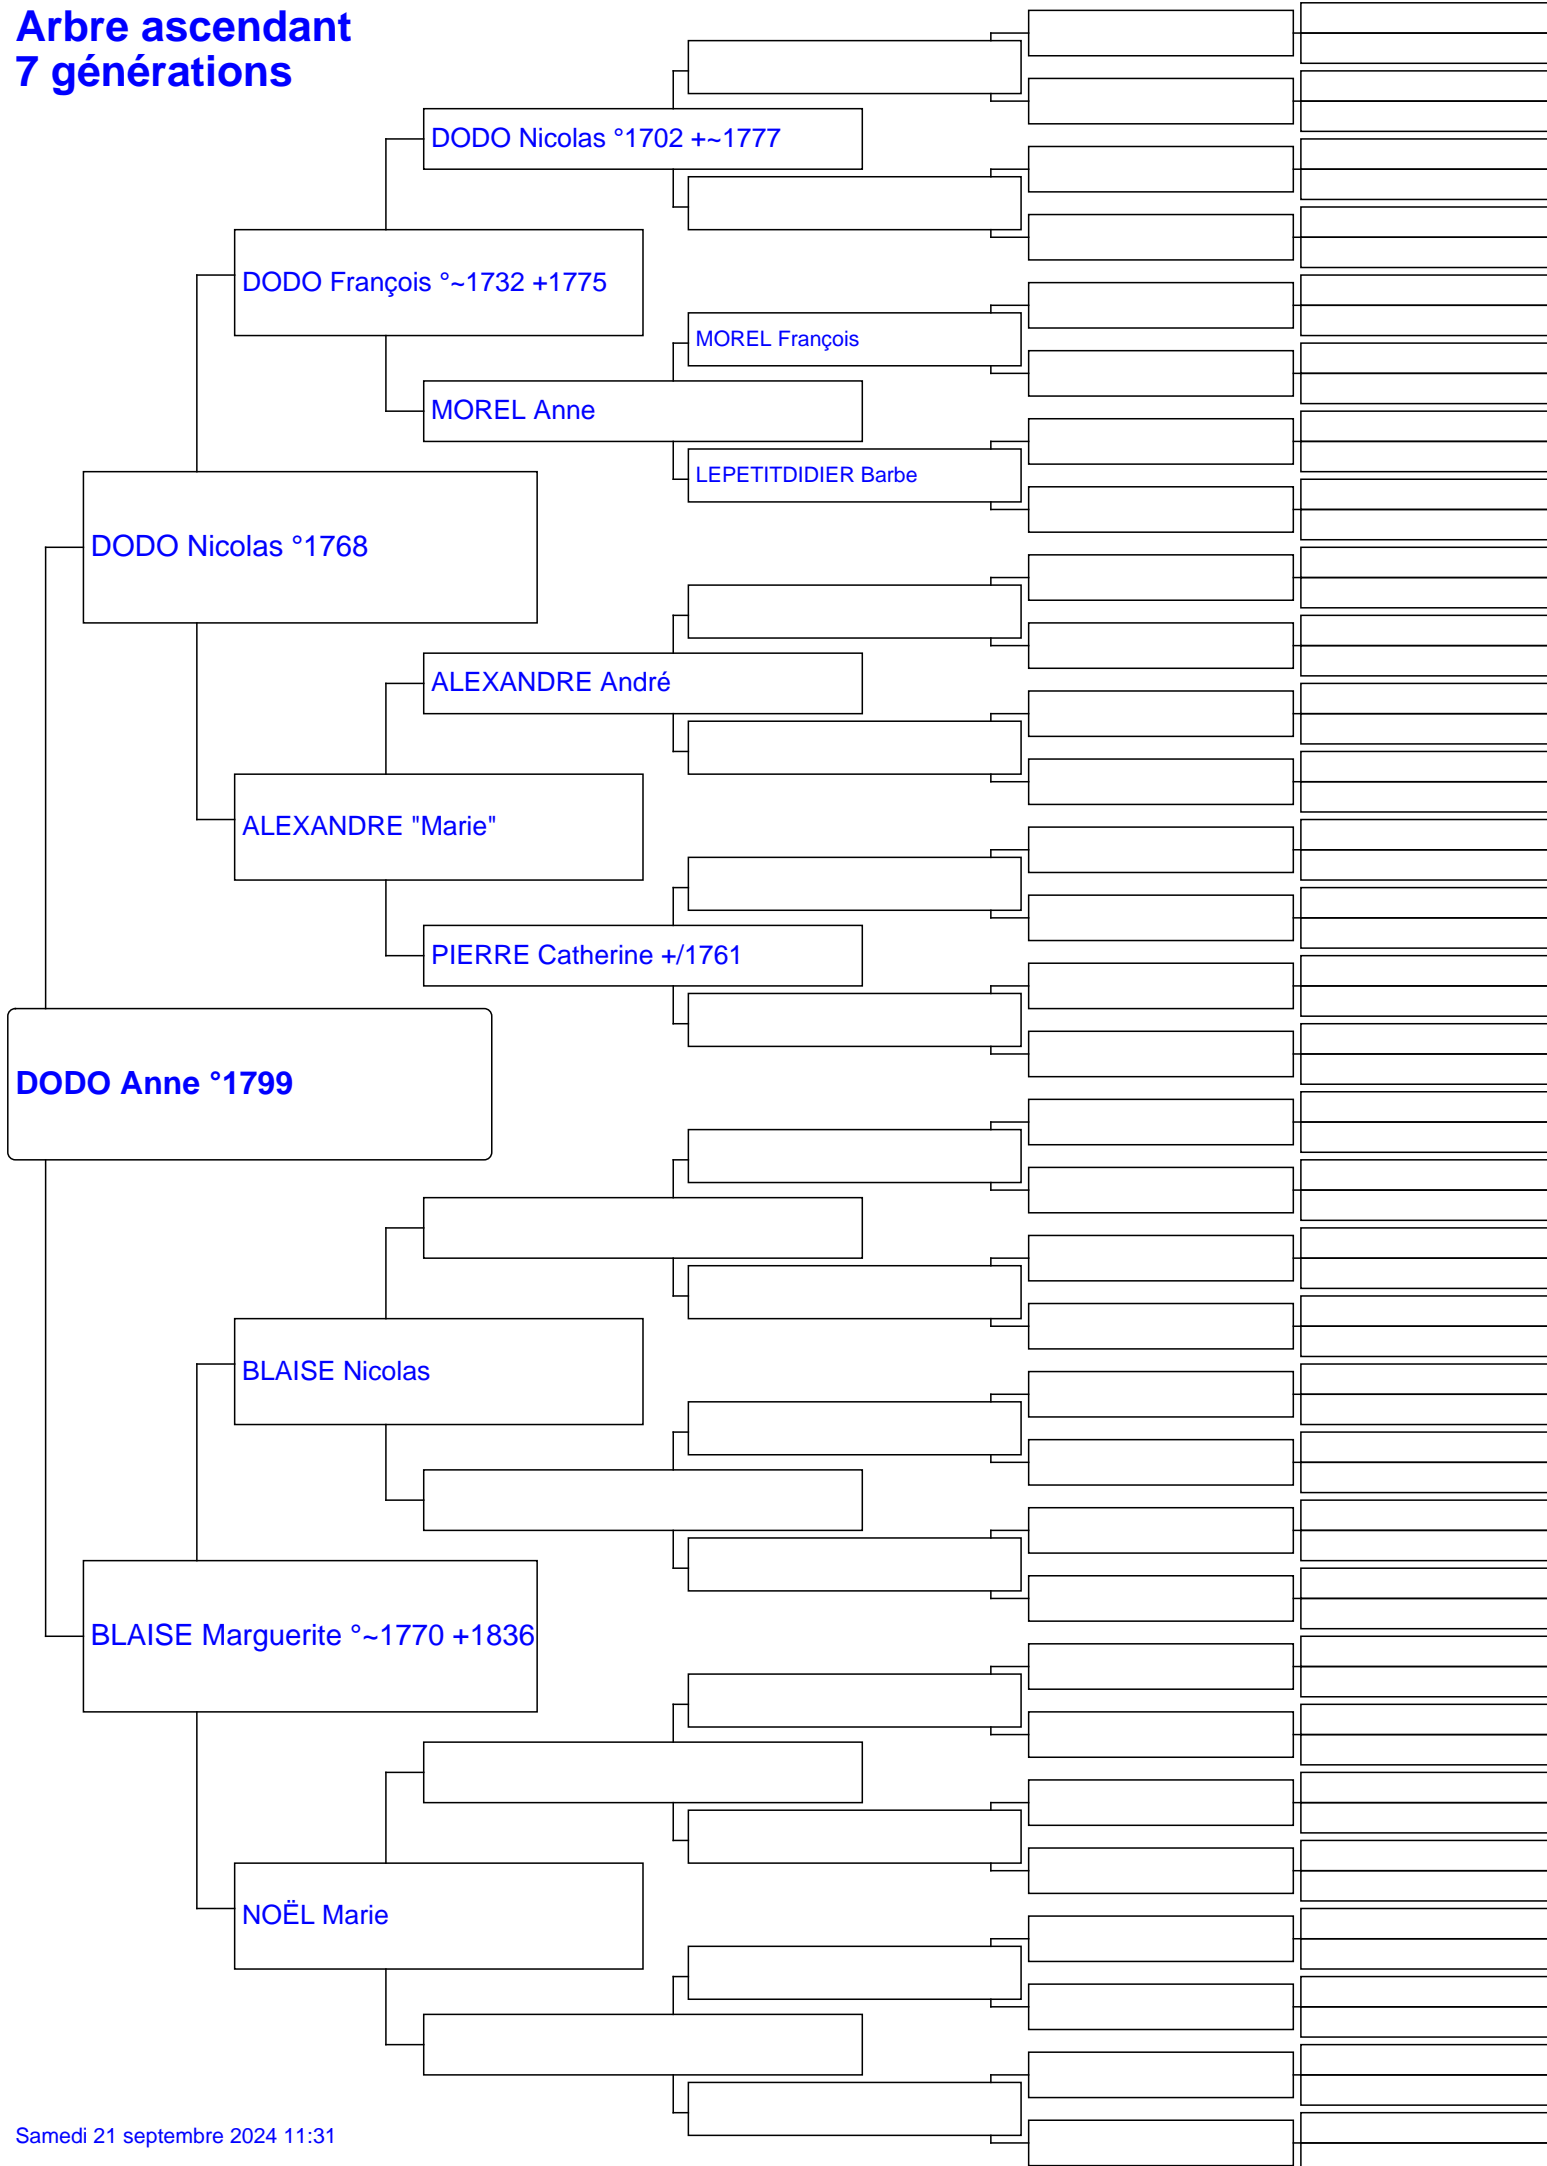 Arbre ascendant
7 générations
DODO Nicolas °1702 +~1777
DODO François °~1732 +1775
MOREL François
MOREL Anne
LEPETITDIDIER Barbe
DODO Nicolas °1768
ALEXANDRE André
ALEXANDRE "Marie"
PIERRE Catherine +/1761
DODO Anne °1799
BLAISE Nicolas
BLAISE Marguerite °~1770 +1836
NOËL Marie
Samedi 21 septembre 2024 11:31